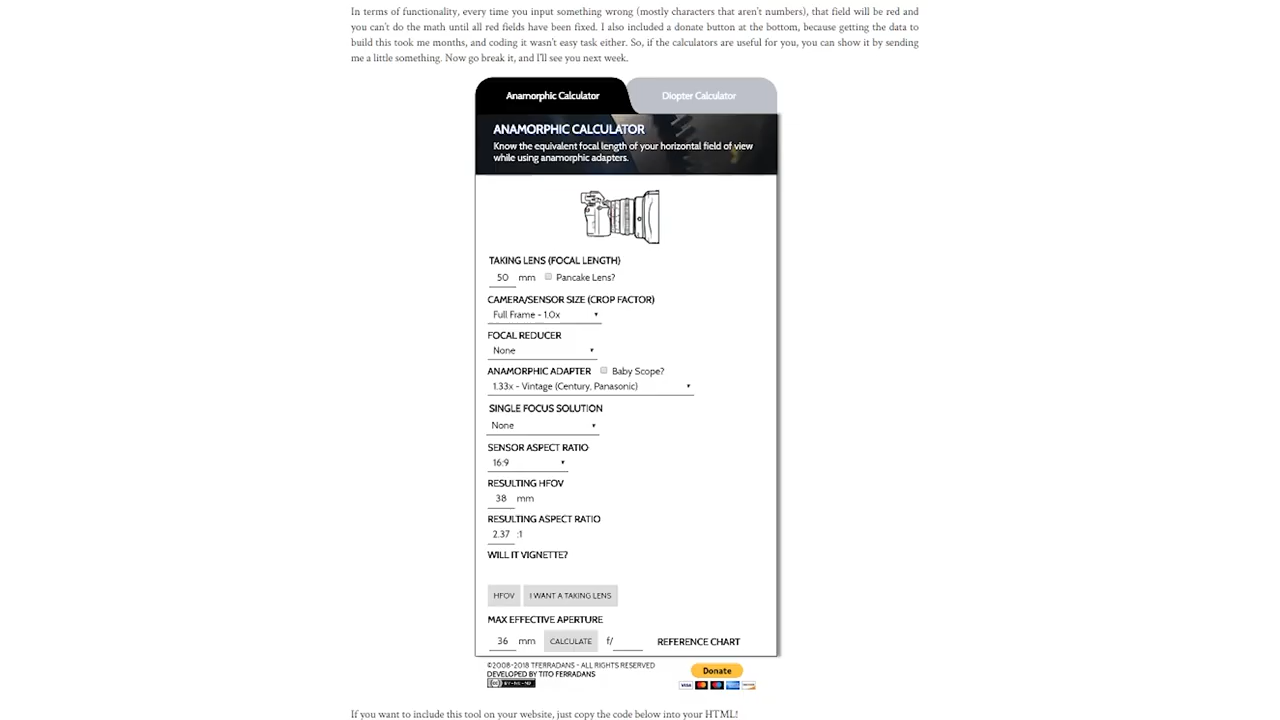 In terms of functionality, every time you input something wrong (mostly characters that aren't numbers), that field will be red and
you can't do the math until all red fields have been fixed. I also included a donate button at the bottom, because getting the data to
build this took me months, and coding it wasn't easy task either. So, if the calculators are useful for you, you can show it by sending
me a little something. Now go break it, and I'll see you next week.
Anamorphic Calculator
Diopter Calculator
ANAMORPHIC CALCULATOR
Know the equivalent focal length of your horizontal field of view
while using anamorphic adapters.
TAKING LENS (FOCAL LENGTH)
50 mm Pancake Lens?
CAMERA/SENSOR SIZE (CROP FACTOR)
Full Frame - 1.0x
FOCAL REDUCER
None
ANAMORPHIC ADAPTER Baby Scope?
1.33x - Vintage (Century, Panasonic)
SINGLE FOCUS SOLUTION
None
SENSOR ASPECT RATIO
16:9
RESULTING HFOV
38 mm
RESULTING ASPECT RATIO
2.37 :1
WILL IT VIGNETTE?
HFOV I WANT A TAKING LENS
MAX EFFECTIVE APERTURE
36 mm CALCULATE f/ REFERENCE CHART
©2008-2018 TFERRADANS - ALL RIGHTS RESERVED
DEVELOPED BY TITO FERRADANS
Donate
If you want to include this tool on your website, just copy the code below into your HTML!